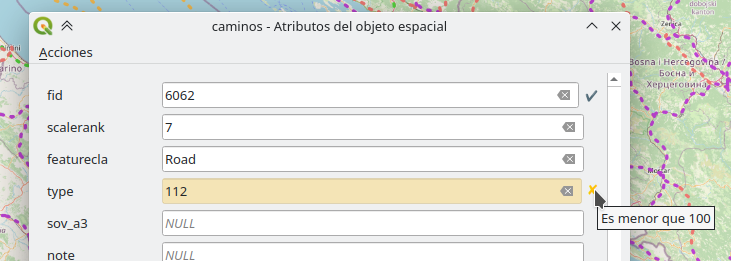 caminos - Atributos del objeto espacial
Acciones
fid 6062
scalerank 7
featurecla Road
type 112
Es menor que 100
sov_a3 NULL
note NULL
Zenica
Bosna i Hercegovina /
Босна и
Херцеговина
Mostar